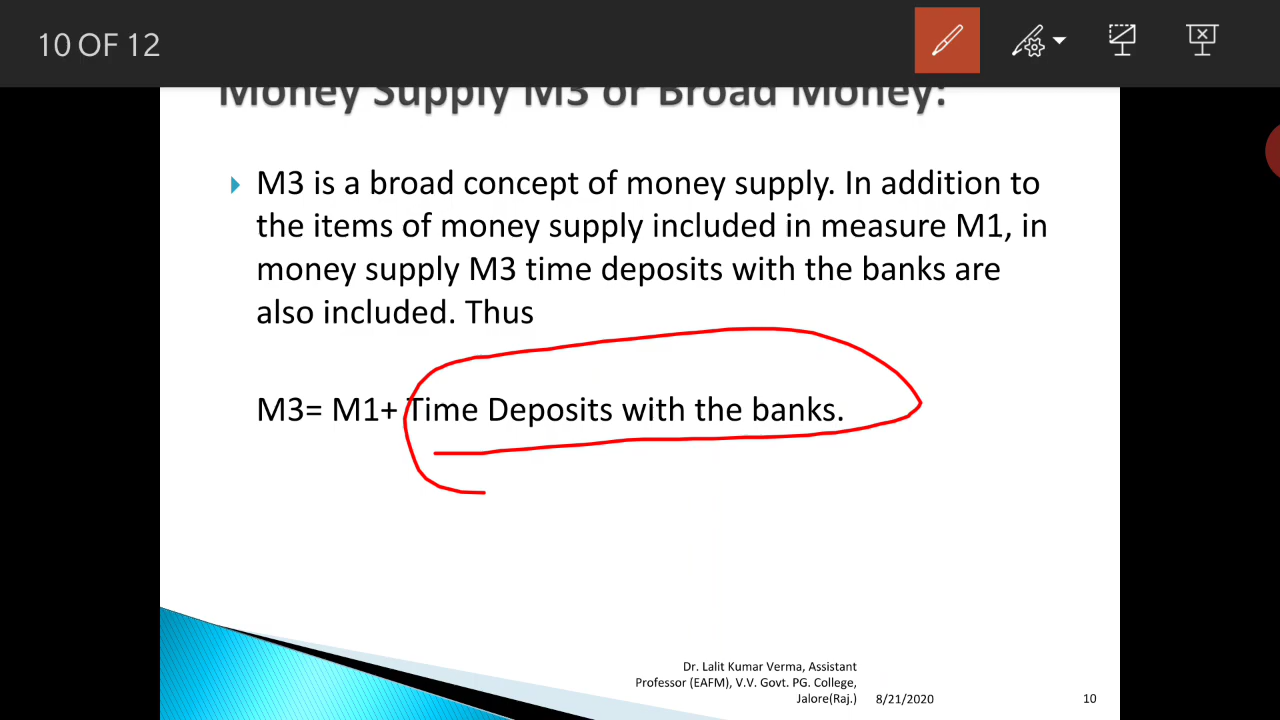 10 OF 12
Money Supply M3 or Broad Money:
M3 is a broad concept of money supply. In addition to
the items of money supply included in measure M1, in
money supply M3 time deposits with the banks are
also included. Thus
M3= M1+ Time Deposits with the banks.
Dr. Lalit Kumar Verma, Assistant
Professor (EAFM), V.V. Govt. PG. College,
Jalore(Raj.) 8/21/2020 10